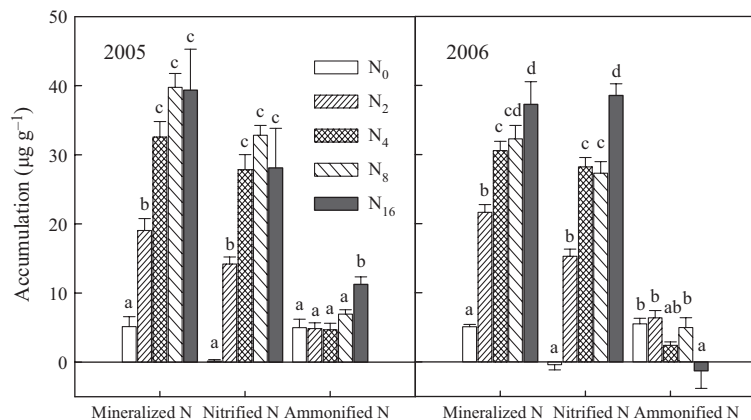 50
40
30
20
10
0
Accumulation (µg g⁻¹)
2005
N₀
N₂
N₄
N₈
N₁₆
a b c c c
a b c c c
a a a a b
Mineralized N Nitrified N Ammonified N
2006
a b c cd d
a b c c d
b b ab b a
Mineralized N Nitrified N Ammonified N